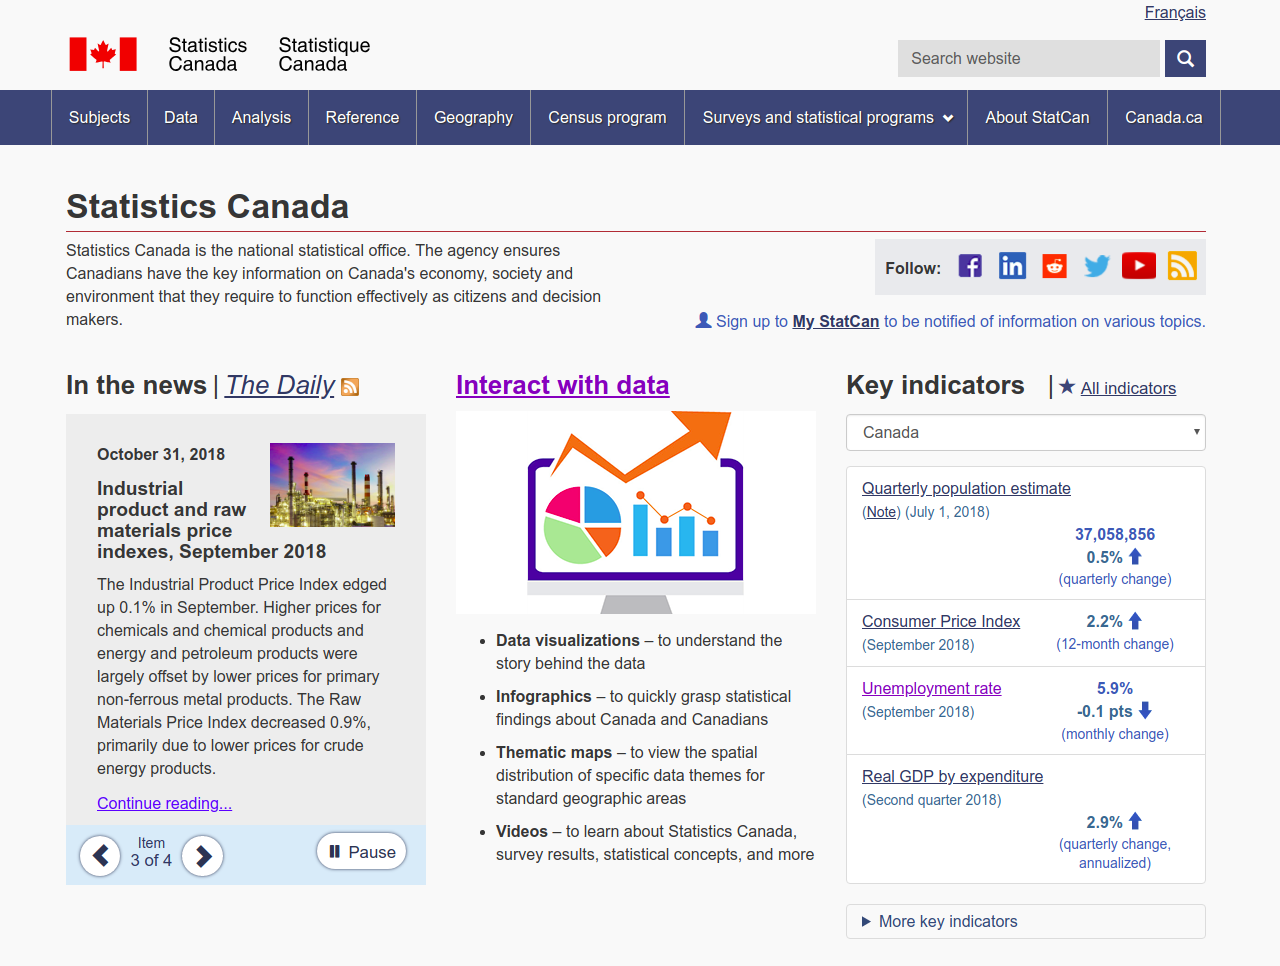 Français
Statistics
Canada
Statistique
Canada
Search website
Subjects
Data
Analysis
Reference
Geography
Census program
Surveys and statistical programs
About StatCan
Canada.ca
Statistics Canada
Statistics Canada is the national statistical office. The agency ensures
Canadians have the key information on Canada's economy, society and
environment that they require to function effectively as citizens and decision
makers.
Follow:
Sign up to My StatCan to be notified of information on various topics.
In the news | The Daily
October 31, 2018
Industrial
product and raw
materials price
indexes, September 2018
The Industrial Product Price Index edged
up 0.1% in September. Higher prices for
chemicals and chemical products and
energy and petroleum products were
largely offset by lower prices for primary
non-ferrous metal products. The Raw
Materials Price Index decreased 0.9%,
primarily due to lower prices for crude
energy products.
Continue reading...
Item
3 of 4
Pause
Interact with data
• Data visualizations – to understand the
story behind the data
• Infographics – to quickly grasp statistical
findings about Canada and Canadians
• Thematic maps – to view the spatial
distribution of specific data themes for
standard geographic areas
• Videos – to learn about Statistics Canada,
survey results, statistical concepts, and more
Key indicators | All indicators
Canada
Quarterly population estimate
(Note) (July 1, 2018)
37,058,856
0.5%
(quarterly change)
Consumer Price Index
(September 2018)
2.2%
(12-month change)
Unemployment rate
(September 2018)
5.9%
-0.1 pts
(monthly change)
Real GDP by expenditure
(Second quarter 2018)
2.9%
(quarterly change,
annualized)
More key indicators